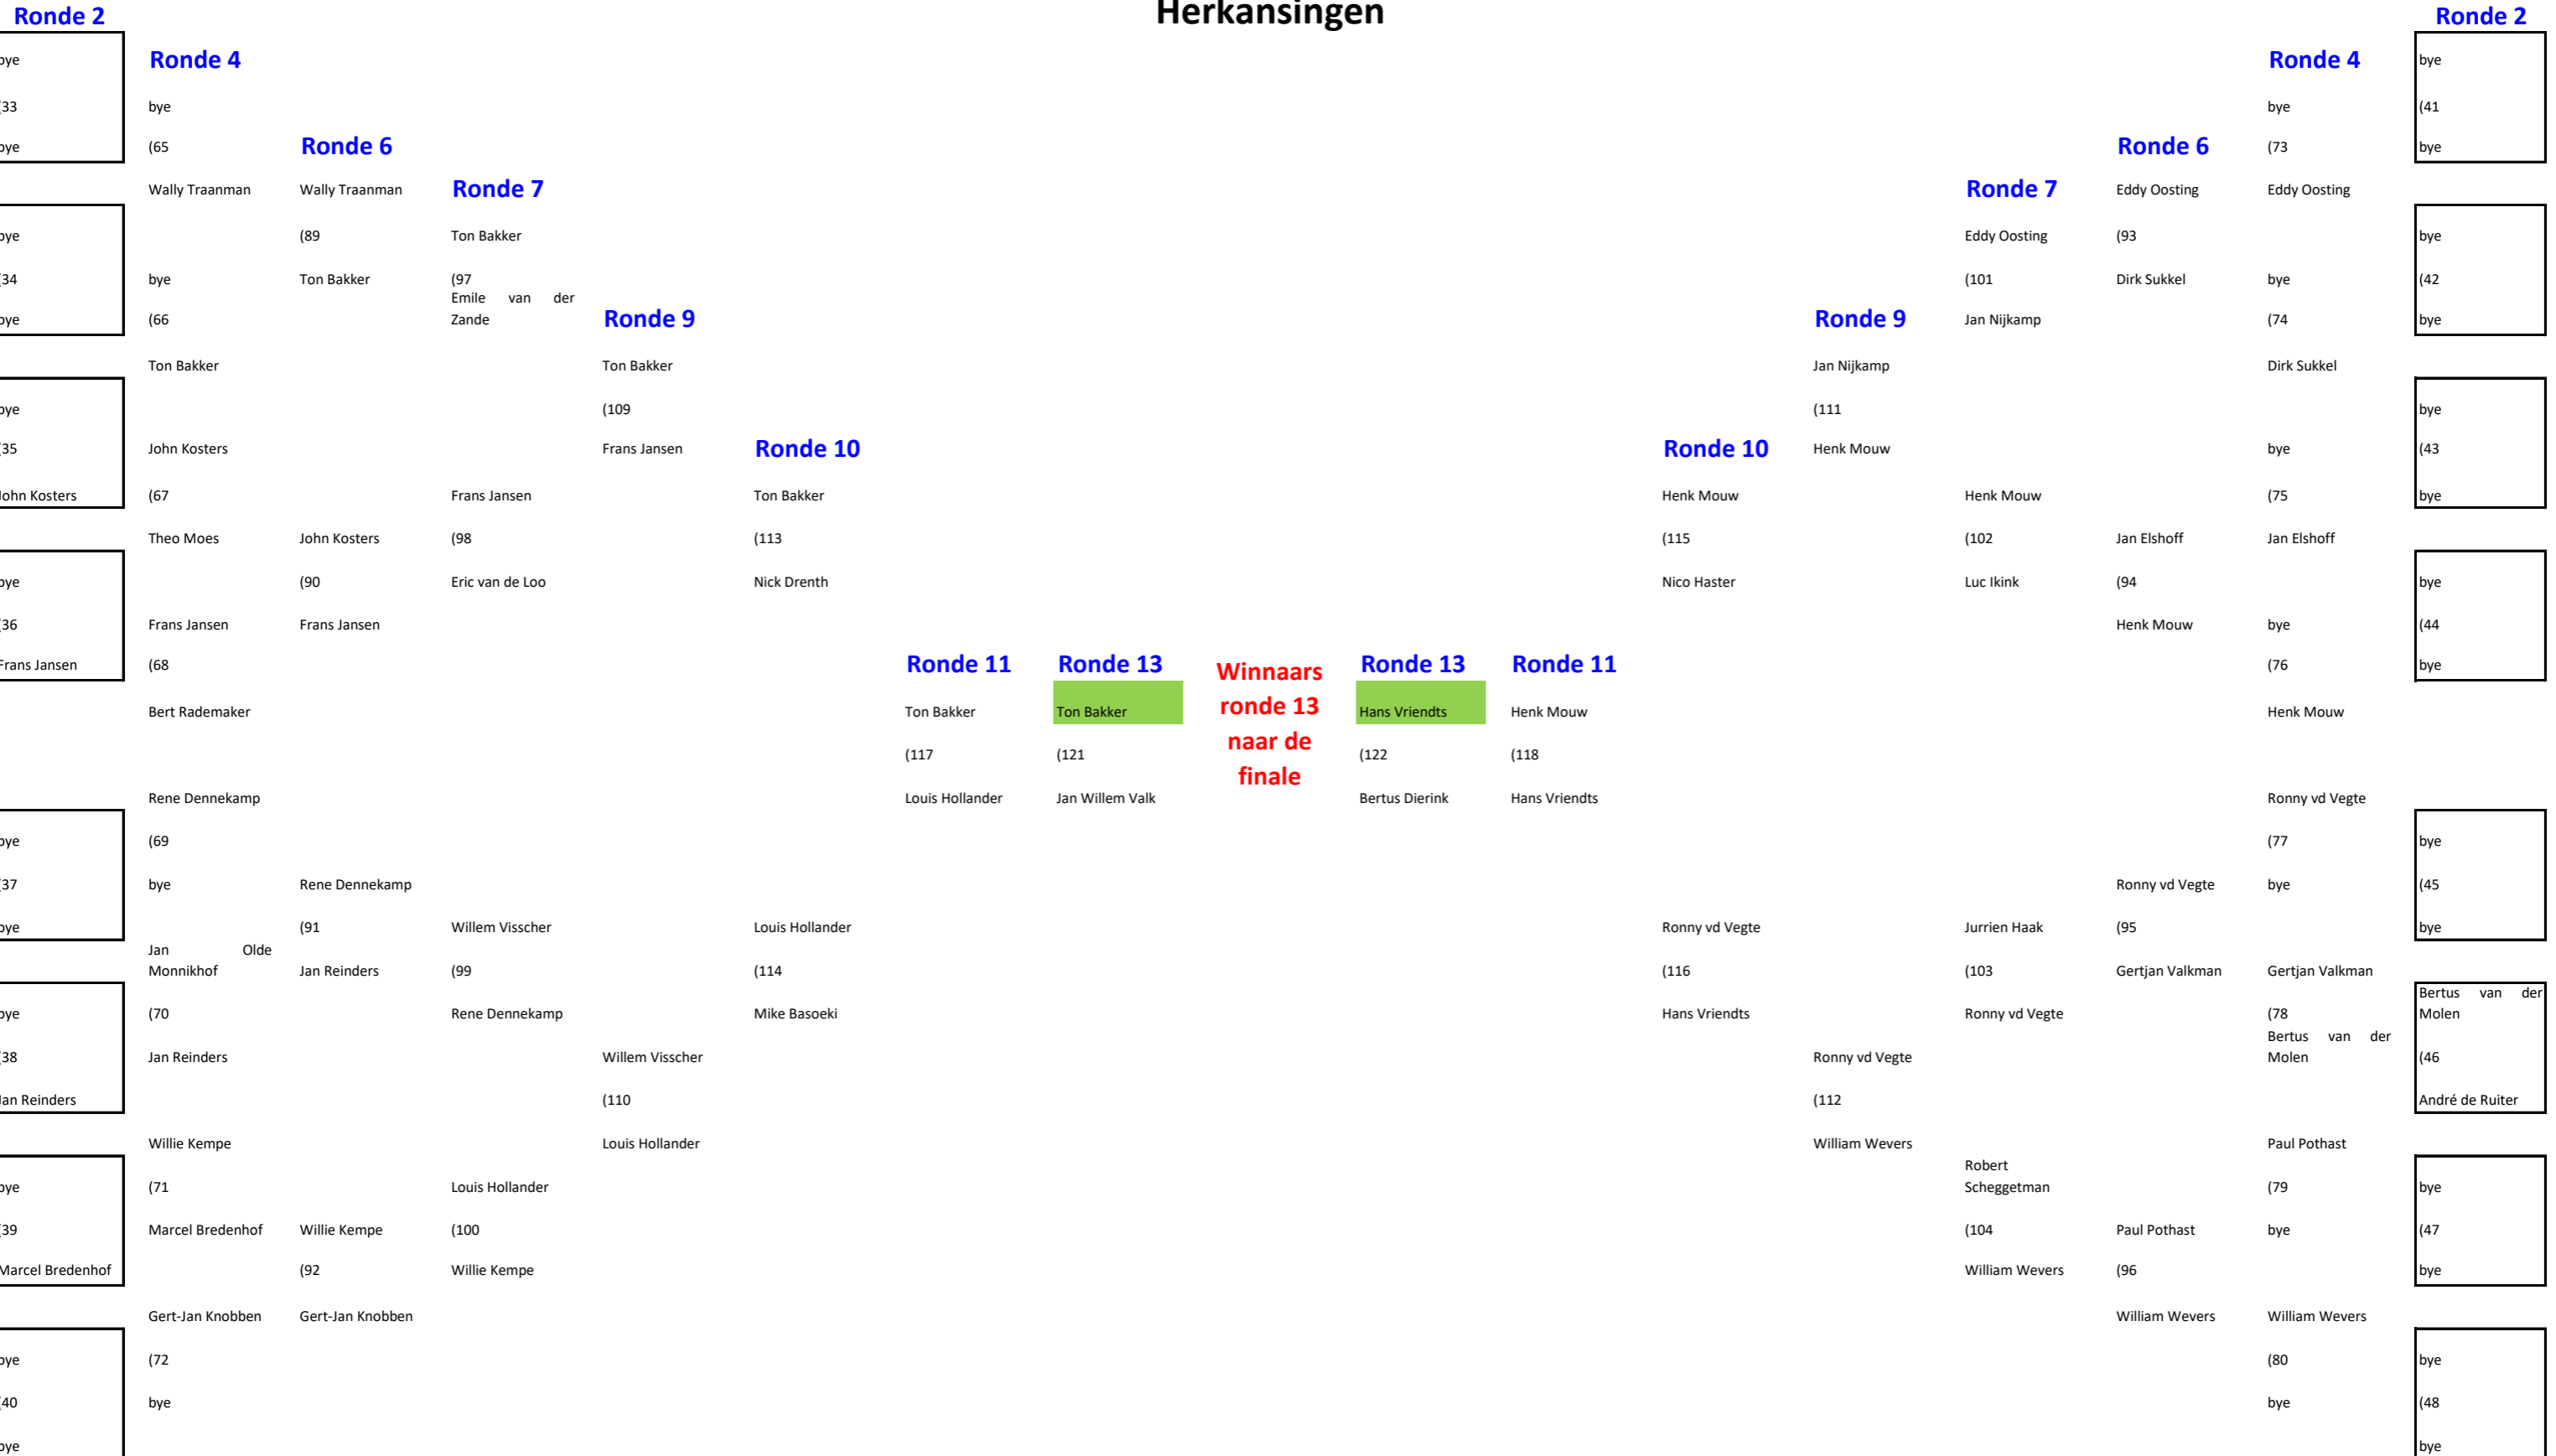 Herkansingen
Ronde 2 Ronde 2
bye Ronde 4 Ronde 4 bye
(33 bye bye (41
bye (65 Ronde 6 Ronde 6 (73 bye
Wally Traanman Wally Traanman Ronde 7 Ronde 7 Eddy Oosting Eddy Oosting
bye (89 Ton Bakker Eddy Oosting (93 bye
(34 bye Ton Bakker (97 (101 Dirk Sukkel bye (42
Emile van der
bye (66 Zande Ronde 9 Ronde 9 Jan Nijkamp (74 bye
Ton Bakker Ton Bakker Jan Nijkamp Dirk Sukkel
bye (109 (111 bye
(35 John Kosters Frans Jansen Ronde 10 Ronde 10 Henk Mouw bye (43
John Kosters (67 Frans Jansen Ton Bakker Henk Mouw Henk Mouw (75 bye
Theo Moes John Kosters (98 (113 (115 (102 Jan Elshoff Jan Elshoff
bye (90 Eric van de Loo Nick Drenth Nico Haster Luc Ikink (94 bye
(36 Frans Jansen Frans Jansen Henk Mouw bye (44
Frans Jansen (68 Ronde 11 Ronde 13 Winnaars Ronde 13 Ronde 11 (76 bye
Bert Rademaker Ton Bakker Ton Bakker ronde 13 Hans Vriendts Henk Mouw Henk Mouw
(117 (121 naar de (122 (118
finale
Rene Dennekamp Louis Hollander Jan Willem Valk Bertus Dierink Hans Vriendts Ronny vd Vegte
bye (69 (77 bye
(37 bye Rene Dennekamp Ronny vd Vegte bye (45
bye (91 Willem Visscher Louis Hollander Ronny vd Vegte Jurrien Haak (95 bye
Jan Olde
Monnikhof Jan Reinders (99 (114 (116 (103 Gertjan Valkman Gertjan Valkman
Bertus van der
bye (70 Rene Dennekamp Mike Basoeki Hans Vriendts Ronny vd Vegte (78 Molen
Bertus van der
(38 Jan Reinders Willem Visscher Ronny vd Vegte Molen (46
Jan Reinders (110 (112 André de Ruiter
Willie Kempe Louis Hollander William Wevers Paul Pothast
Robert
bye (71 Louis Hollander Scheggetman (79 bye
(39 Marcel Bredenhof Willie Kempe (100 (104 Paul Pothast bye (47
Marcel Bredenhof (92 Willie Kempe William Wevers (96 bye
Gert-Jan Knobben Gert-Jan Knobben William Wevers William Wevers
bye (72 (80 bye
(40 bye bye (48
bye bye